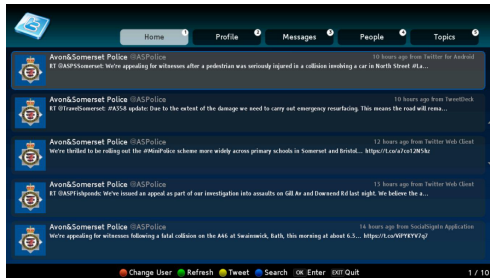 Home 1 Profile 2 Messages 3 People 4 Topics 5
Avon&Somerset Police @ASPolice 10 hours ago from Twitter for Android
RT @ASPSSomerset: We're appealing for witnesses after a pedestrian was seriously injured in a collision involving a car in North Street #La...
Avon&Somerset Police @ASPolice 10 hours ago from TweetDeck
RT @TravelSomerset: #A358 update: Due to the extent of the damage we need to carry out emergency resurfacing. This means the road will rema...
Avon&Somerset Police @ASPolice 12 hours ago from Twitter Web Client
We're thrilled to be rolling out the #MiniPolice scheme more widely across primary schools in Somerset and Bristol...
Avon&Somerset Police @ASPolice 13 hours ago from Twitter Web Client
RT @ASPFishponds: We've issued an appeal as part of our investigation into assaults on Gill Av and Downend Rd last night. We believe the a...
Avon&Somerset Police @ASPolice 14 hours ago from SocialSignIn Application
We're appealing for witnesses following a fatal collision on the A46 at Swainswick, Bath, this morning at about 6.3...
Change User Refresh Tweet Search OK Enter EXIT Quit 1 / 10